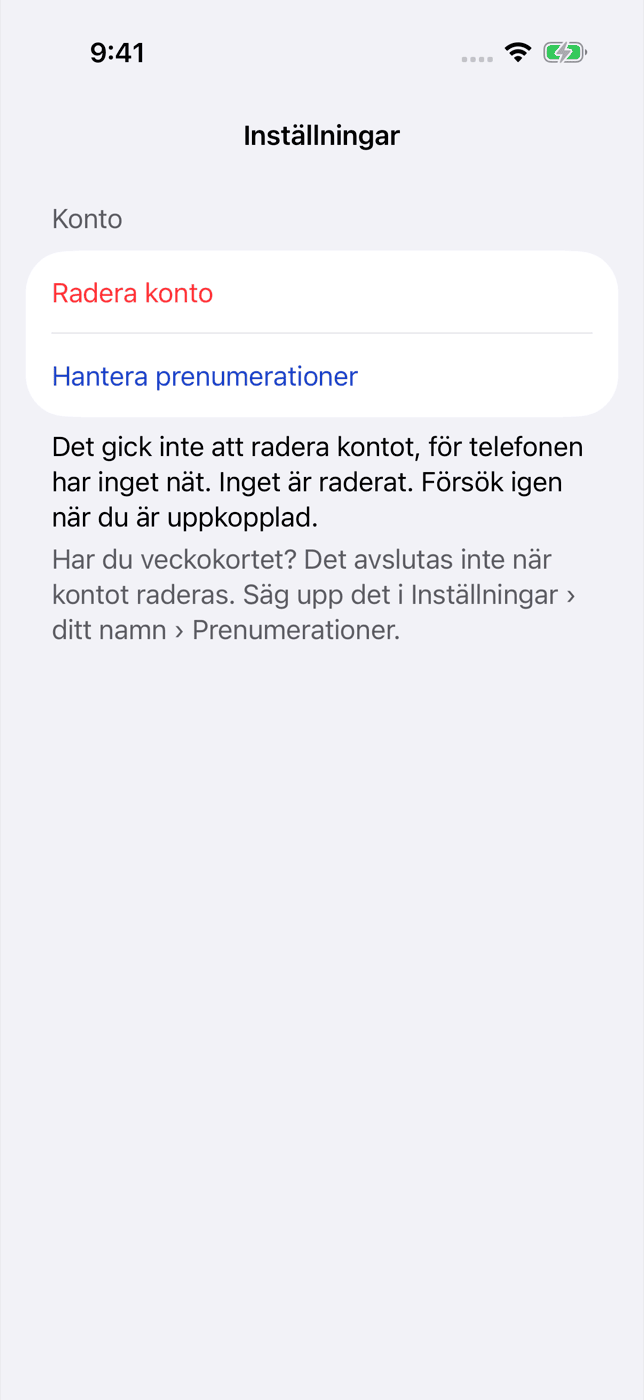 9:41
Inställningar
Konto
Radera konto
Hantera prenumerationer
Det gick inte att radera kontot, för telefonen
har inget nät. Inget är raderat. Försök igen
när du är uppkopplad.
Har du veckokortet? Det avslutas inte när
kontot raderas. Säg upp det i Inställningar ›
ditt namn › Prenumerationer.